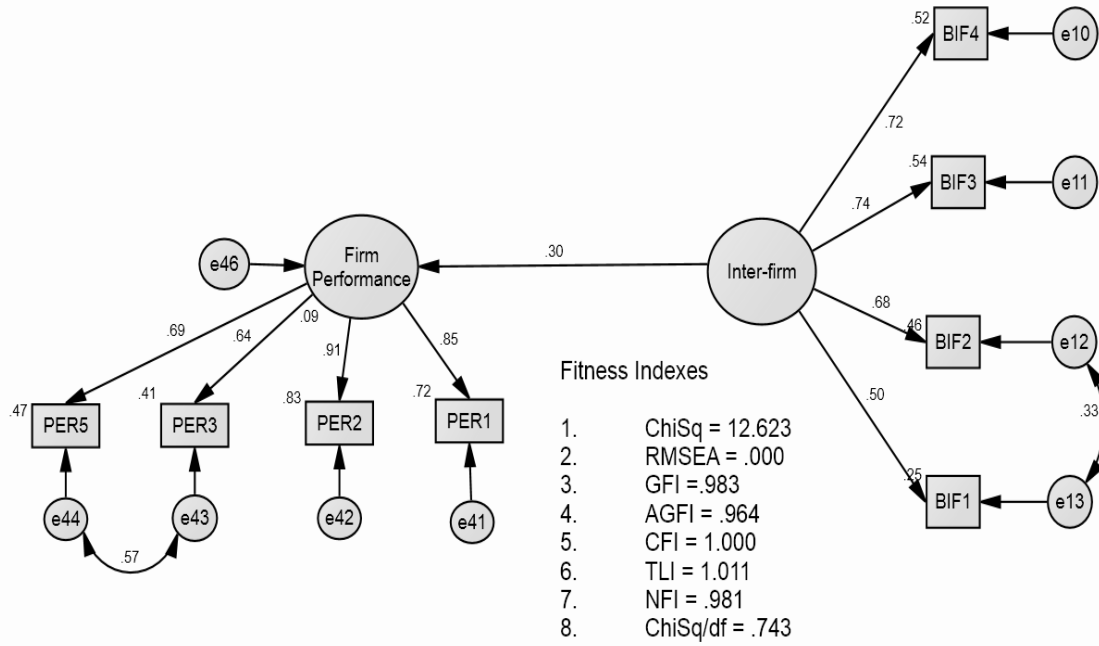 .52
BIF4
e10
.72
.54
BIF3
e11
.74
Firm
Performance
e46
.30
Inter-firm
.68
.46
BIF2
e12
.33
.50
.25
BIF1
e13
.69
.64
.09
.91
.85
.47
PER5
.41
PER3
.83
PER2
.72
PER1
e44
e43
e42
e41
.57
Fitness Indexes
1. ChiSq = 12.623
2. RMSEA = .000
3. GFI =.983
4. AGFI = .964
5. CFI = 1.000
6. TLI = 1.011
7. NFI = .981
8. ChiSq/df = .743